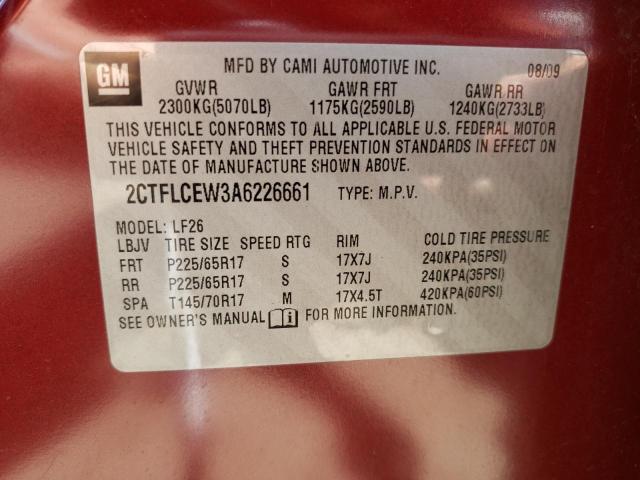 GM MFD BY CAMI AUTOMOTIVE INC. 08/09
GVWR GAWR FRT GAWR RR
2300KG(5070LB) 1175KG(2590LB) 1240KG(2733LB)
THIS VEHICLE CONFORMS TO ALL APPLICABLE U.S. FEDERAL MOTOR
VEHICLE SAFETY AND THEFT PREVENTION STANDARDS IN EFFECT ON
THE DATE OF MANUFACTURE SHOWN ABOVE.
2CTFLCEW3A6226661 TYPE: M.P.V.
MODEL: LF26
LBJV TIRE SIZE SPEED RTG RIM COLD TIRE PRESSURE
FRT P225/65R17 S 17X7J 240KPA(35PSI)
RR P225/65R17 S 17X7J 240KPA(35PSI)
SPA T145/70R17 M 17X4.5T 420KPA(60PSI)
SEE OWNER'S MANUAL FOR MORE INFORMATION.